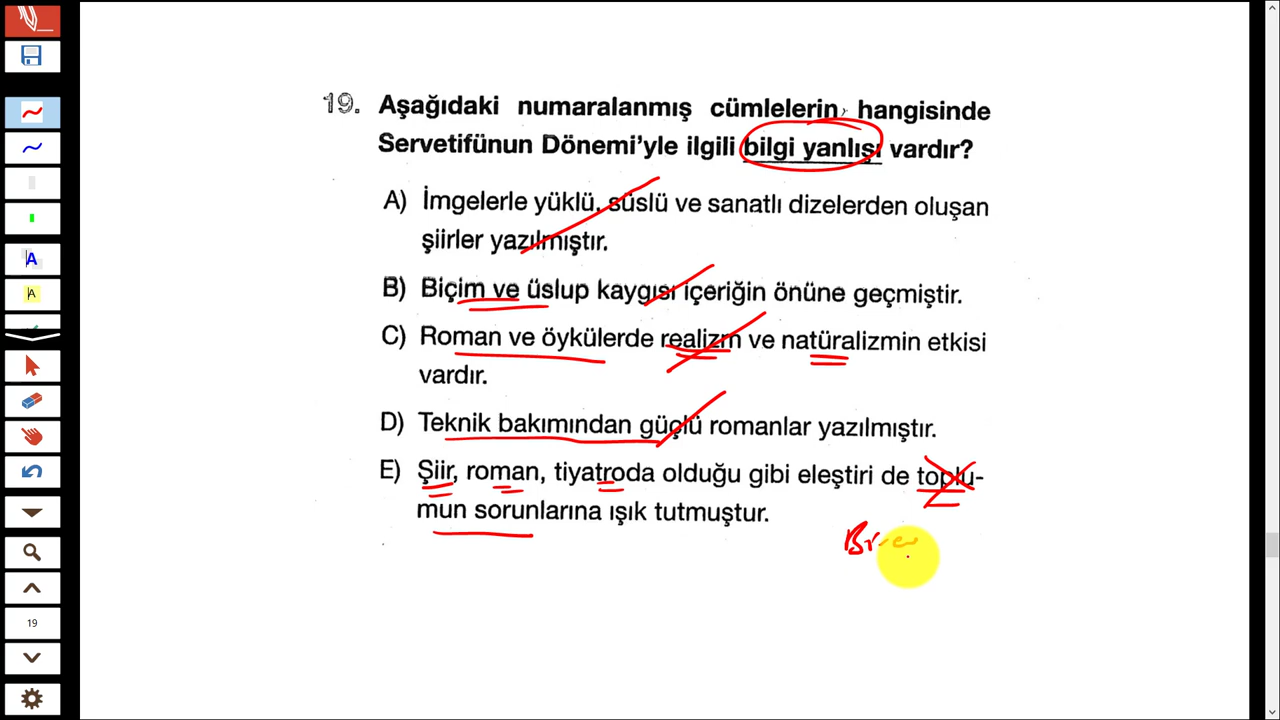 19. Aşağıdaki numaralanmış cümlelerin, hangisinde
Servetifünun Dönemi'yle ilgili bilgi yanlışı vardır?
A) İmgelerle yüklü, süslü ve sanatlı dizelerden oluşan
şiirler yazılmıştır.
B) Biçim ve üslup kaygısı içeriğin önüne geçmiştir.
C) Roman ve öykülerde realizm ve natüralizmin etkisi
vardır.
D) Teknik bakımından güçlü romanlar yazılmıştır.
E) Şiir, roman, tiyatroda olduğu gibi eleştiri de toplu-
mun sorunlarına ışık tutmuştur.
A
A
19